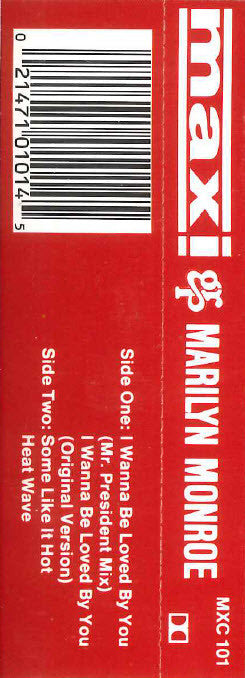 maxi
gr
MARILYN MONROE
MXC 101
Side One: I Wanna Be Loved By You
(Mr. President Mix)
I Wanna Be Loved By You
(Original Version)
Side Two: Some Like It Hot
Heat Wave
0 21471 01014 5